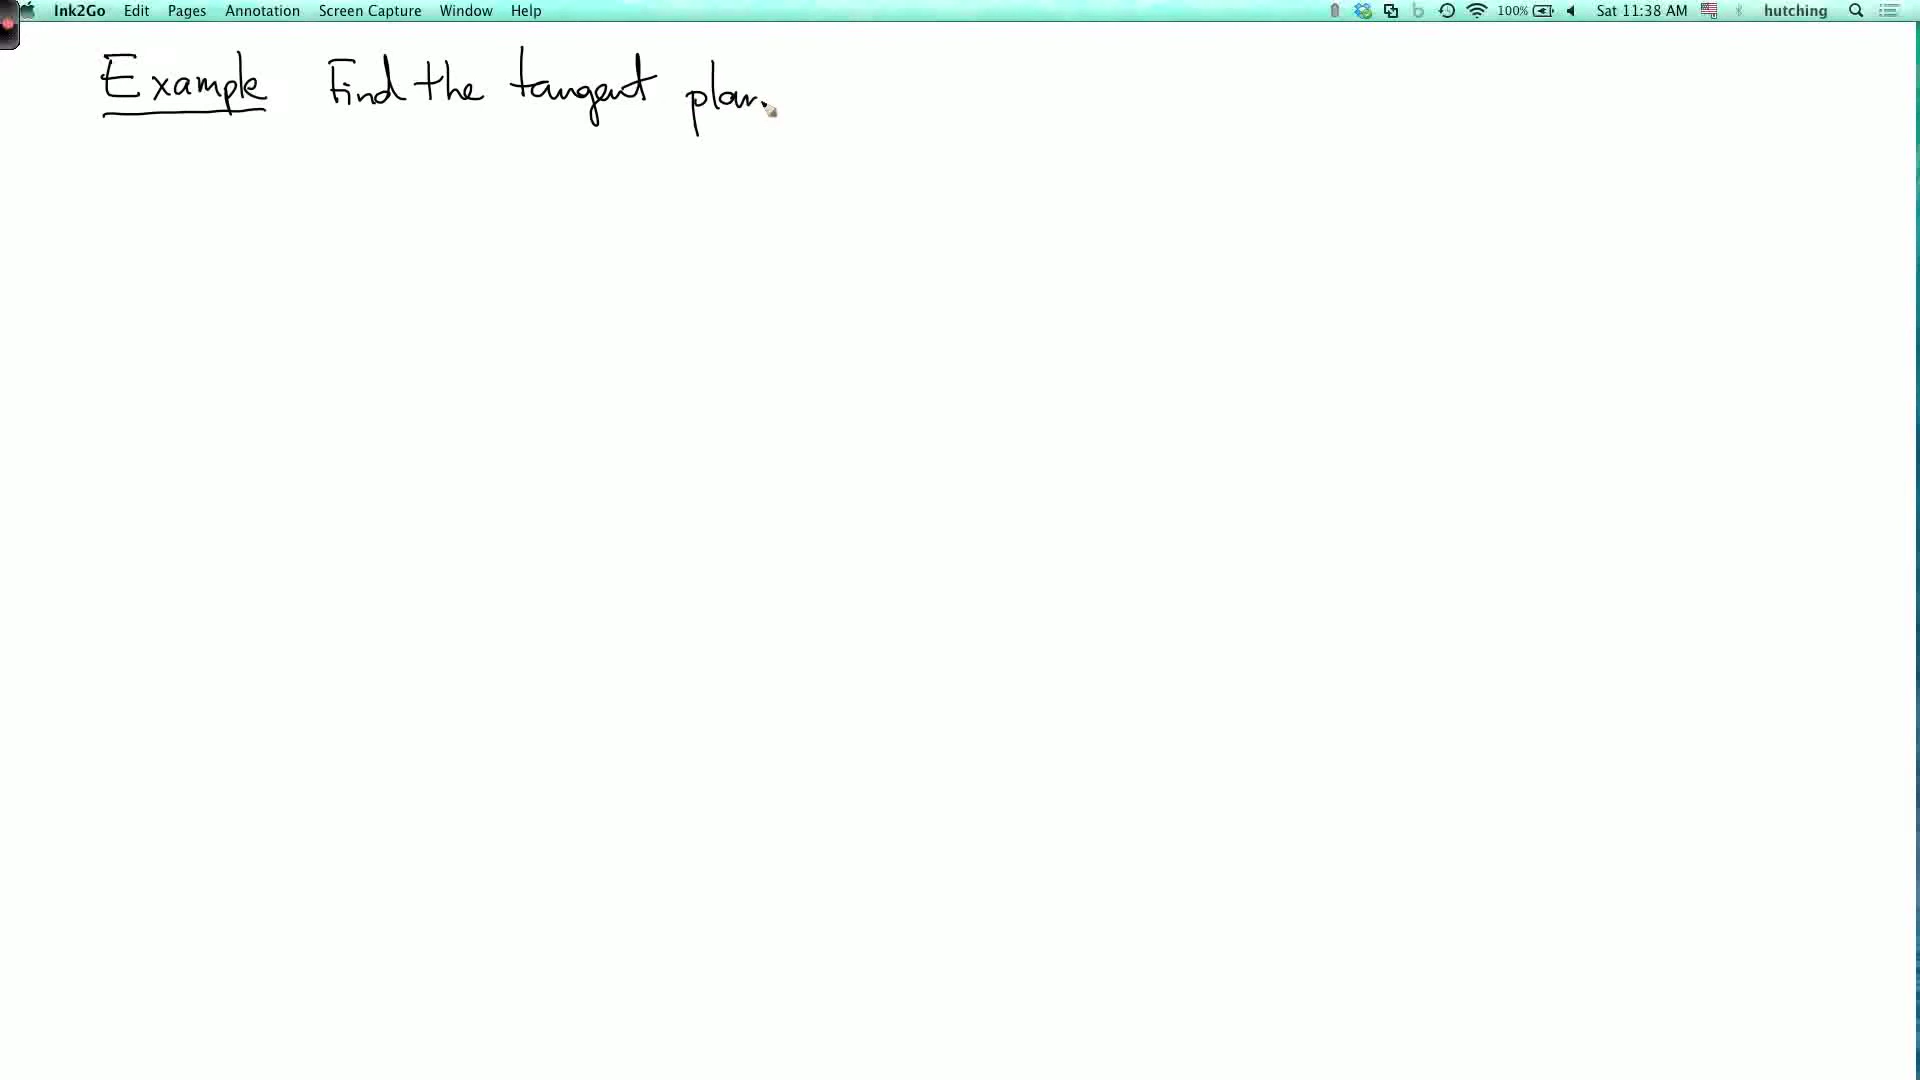 Ink2Go Edit Pages Annotation Screen Capture Window Help 100% Sat 11:38 AM hutching
Example Find the tangent plan